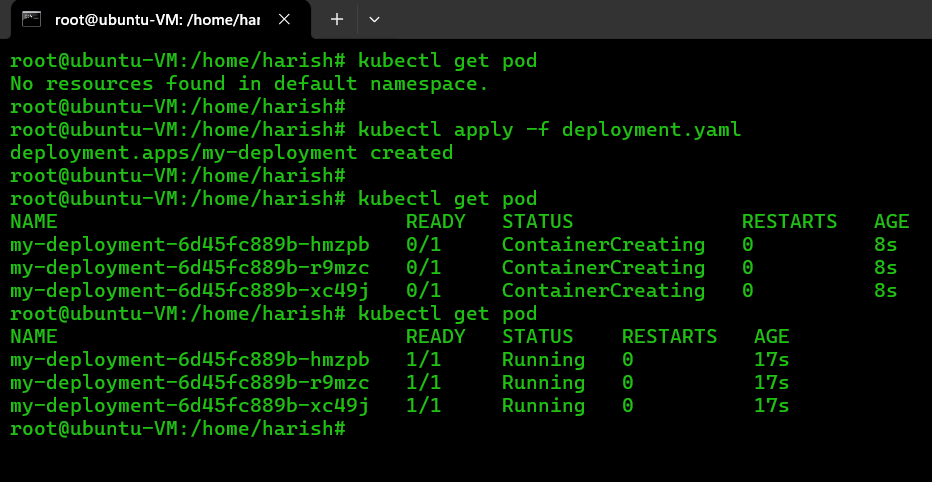 root@ubuntu-VM: /home/har
root@ubuntu-VM:/home/harish# kubectl get pod
No resources found in default namespace.
root@ubuntu-VM:/home/harish#
root@ubuntu-VM:/home/harish# kubectl apply -f deployment.yaml
deployment.apps/my-deployment created
root@ubuntu-VM:/home/harish#
root@ubuntu-VM:/home/harish# kubectl get pod
NAME                             READY   STATUS              RESTARTS   AGE
my-deployment-6d45fc889b-hmzpb   0/1     ContainerCreating   0          8s
my-deployment-6d45fc889b-r9mzc   0/1     ContainerCreating   0          8s
my-deployment-6d45fc889b-xc49j   0/1     ContainerCreating   0          8s
root@ubuntu-VM:/home/harish# kubectl get pod
NAME                             READY   STATUS    RESTARTS   AGE
my-deployment-6d45fc889b-hmzpb   1/1     Running   0          17s
my-deployment-6d45fc889b-r9mzc   1/1     Running   0          17s
my-deployment-6d45fc889b-xc49j   1/1     Running   0          17s
root@ubuntu-VM:/home/harish#